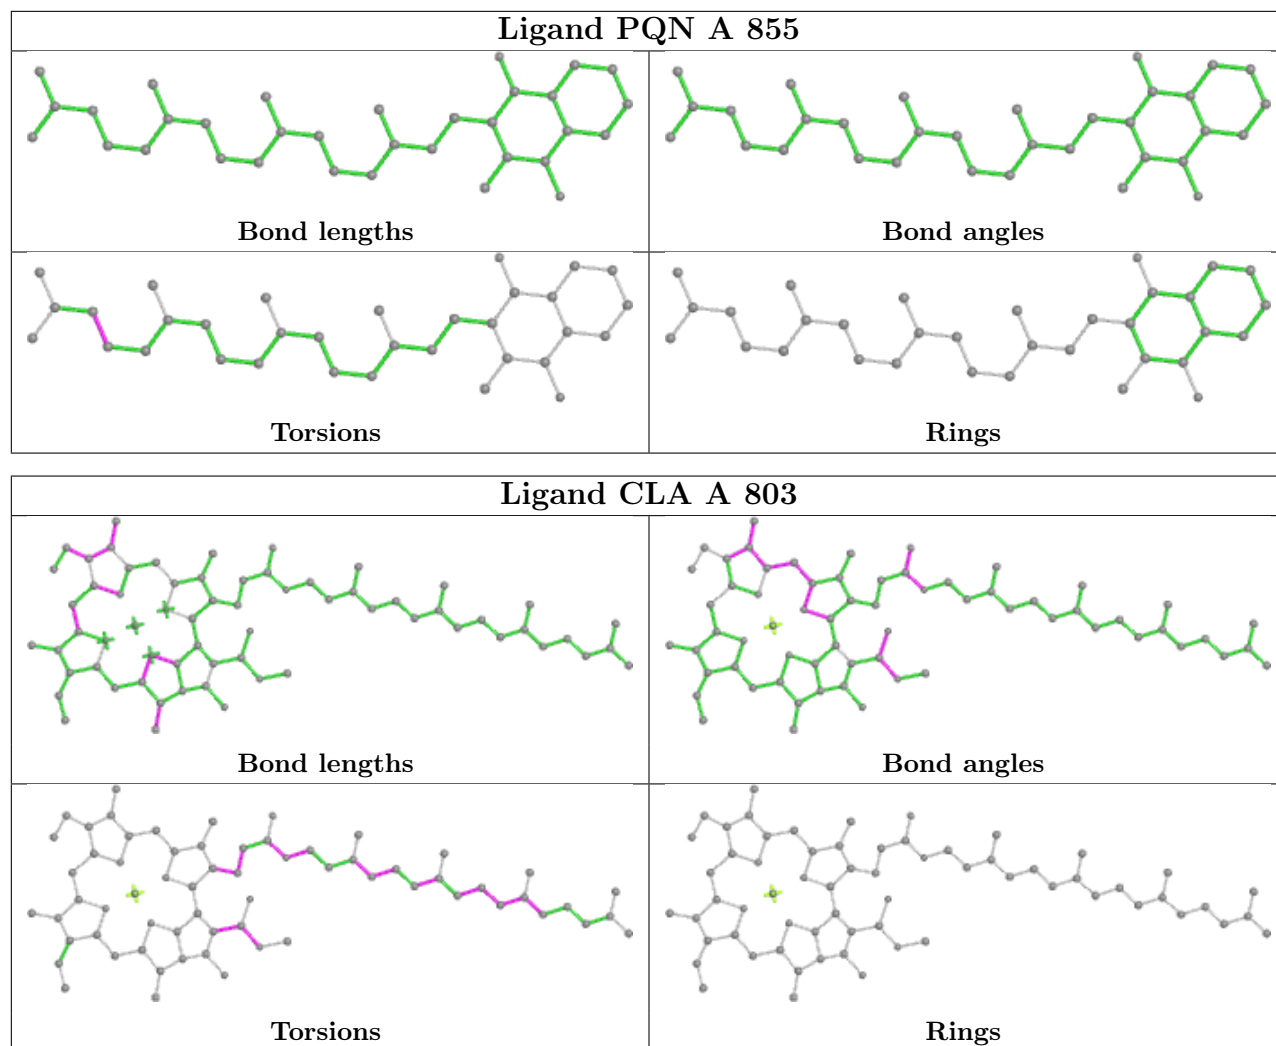 Ligand PQN A 855
Bond lengths
Bond angles
Torsions
Rings
Ligand CLA A 803
Bond lengths
Bond angles
Torsions
Rings